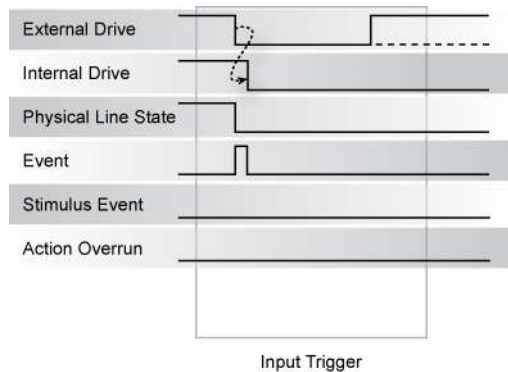 External Drive
Internal Drive
Physical Line State
Event
Stimulus Event
Action Overrun
Input Trigger